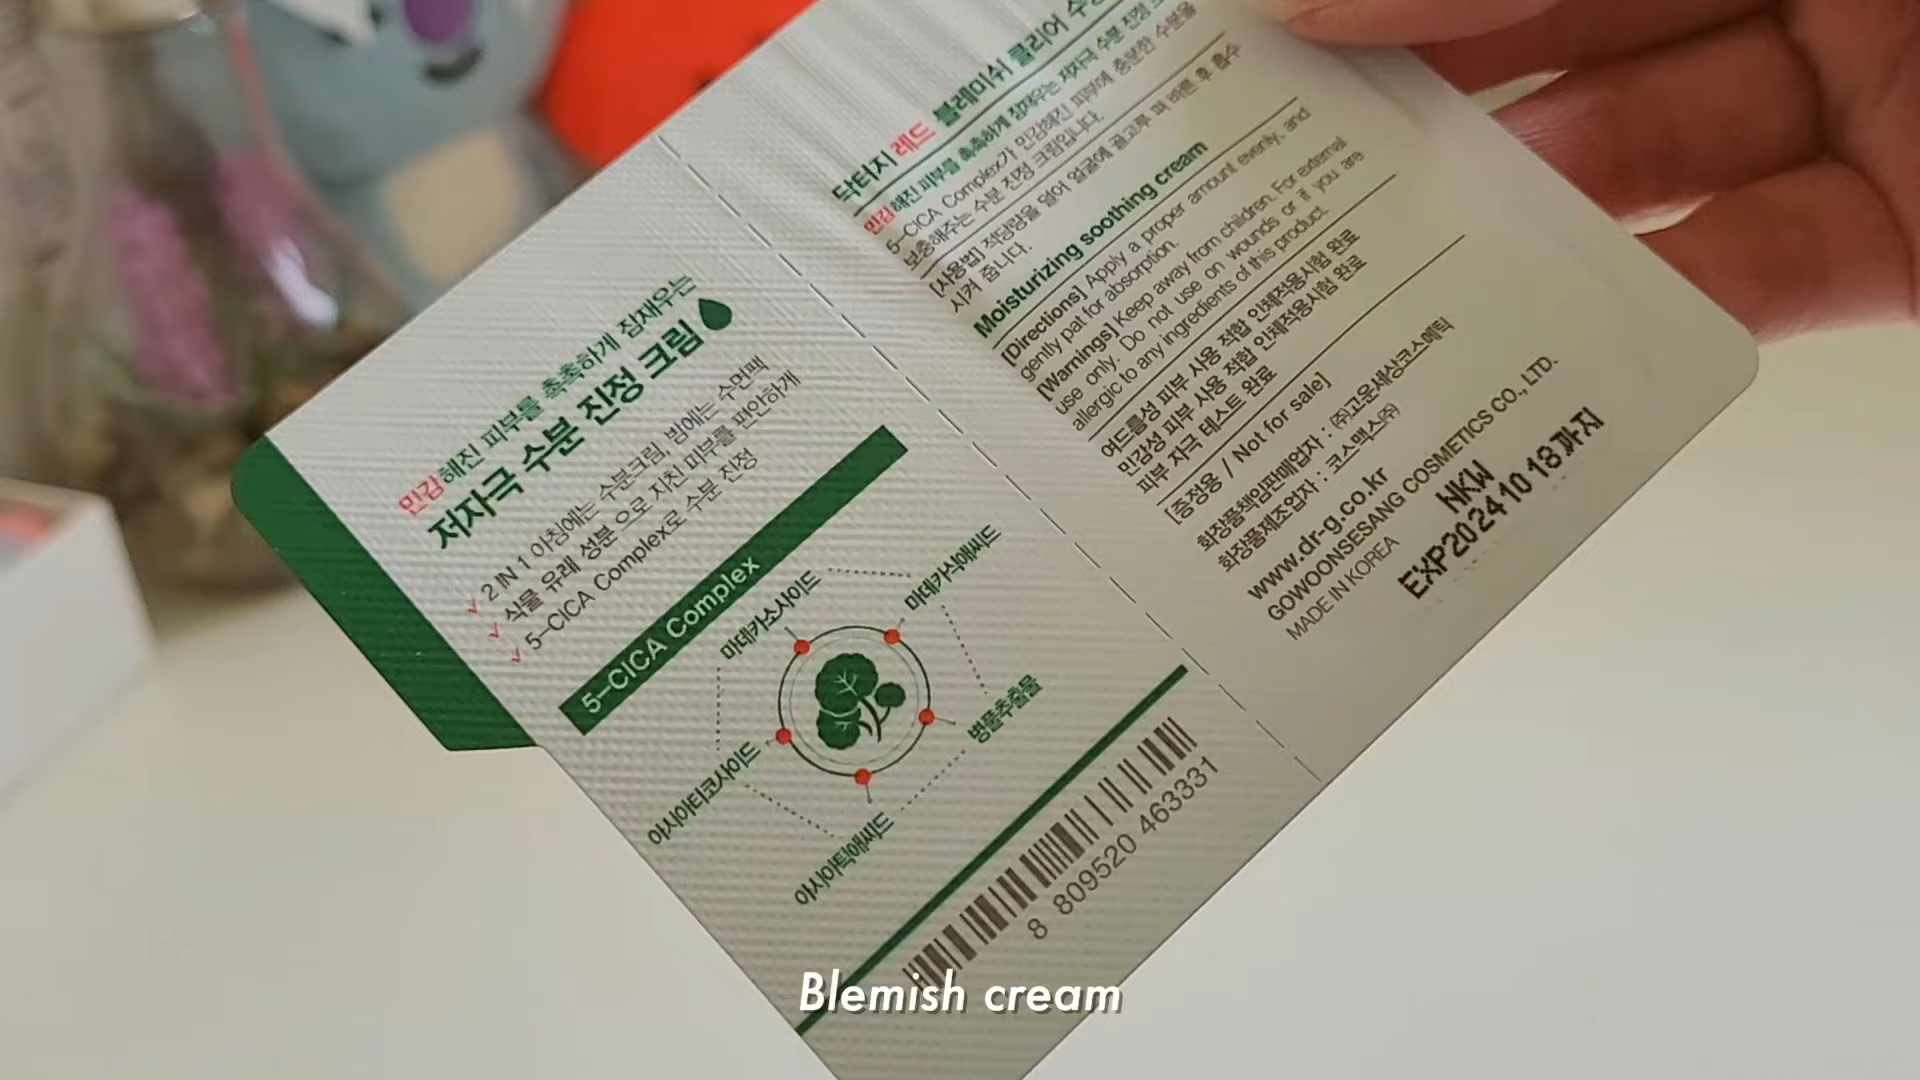 민감해진 피부를 촉촉하게 잠재우는
저자극 수분 진정 크림
✓ 2 IN 1 아침에는 수분크림, 밤에는 수면팩
✓ 식물 유래 성분 으로 지친 피부를 편안하게
✓ 5-CICA Complex로 수분 진정
5-CICA Complex
마데카소사이드
마데카식애씨드
병풀추출물
아시아티코사이드
아시아틱애씨드
8 809520 463331
닥터지 레드 블레미쉬 클리어 수
민감해진 피부를 촉촉하게 잠재우는 저자극 수분 진정
5-CICA Complex가 민감해진 피부에 충분한 수분을
보충해주는 수분 진정 크림입니다.
[사용법] 적당량을 덜어 얼굴에 골고루 펴 바른 후 흡수
시켜 줍니다.
Moisturizing soothing cream
[Directions] Apply a proper amount evenly, and
gently pat for absorption.
[Warnings] Keep away from children. For external
use only. Do not use on wounds or if you are
allergic to any ingredients of this product.
여드름성 피부 사용 적합 인체적용시험 완료
민감성 피부 사용 적합 인체적용시험 완료
피부 자극 테스트 완료
[증정용 / Not for sale]
화장품책임판매업자 : ㈜고운세상코스메틱
화장품제조업자 : 코스맥스㈜
www.dr-g.co.kr
GOWOONSESANG COSMETICS CO., LTD.
MADE IN KOREA
NKW
EXP20241018까지
Blemish cream